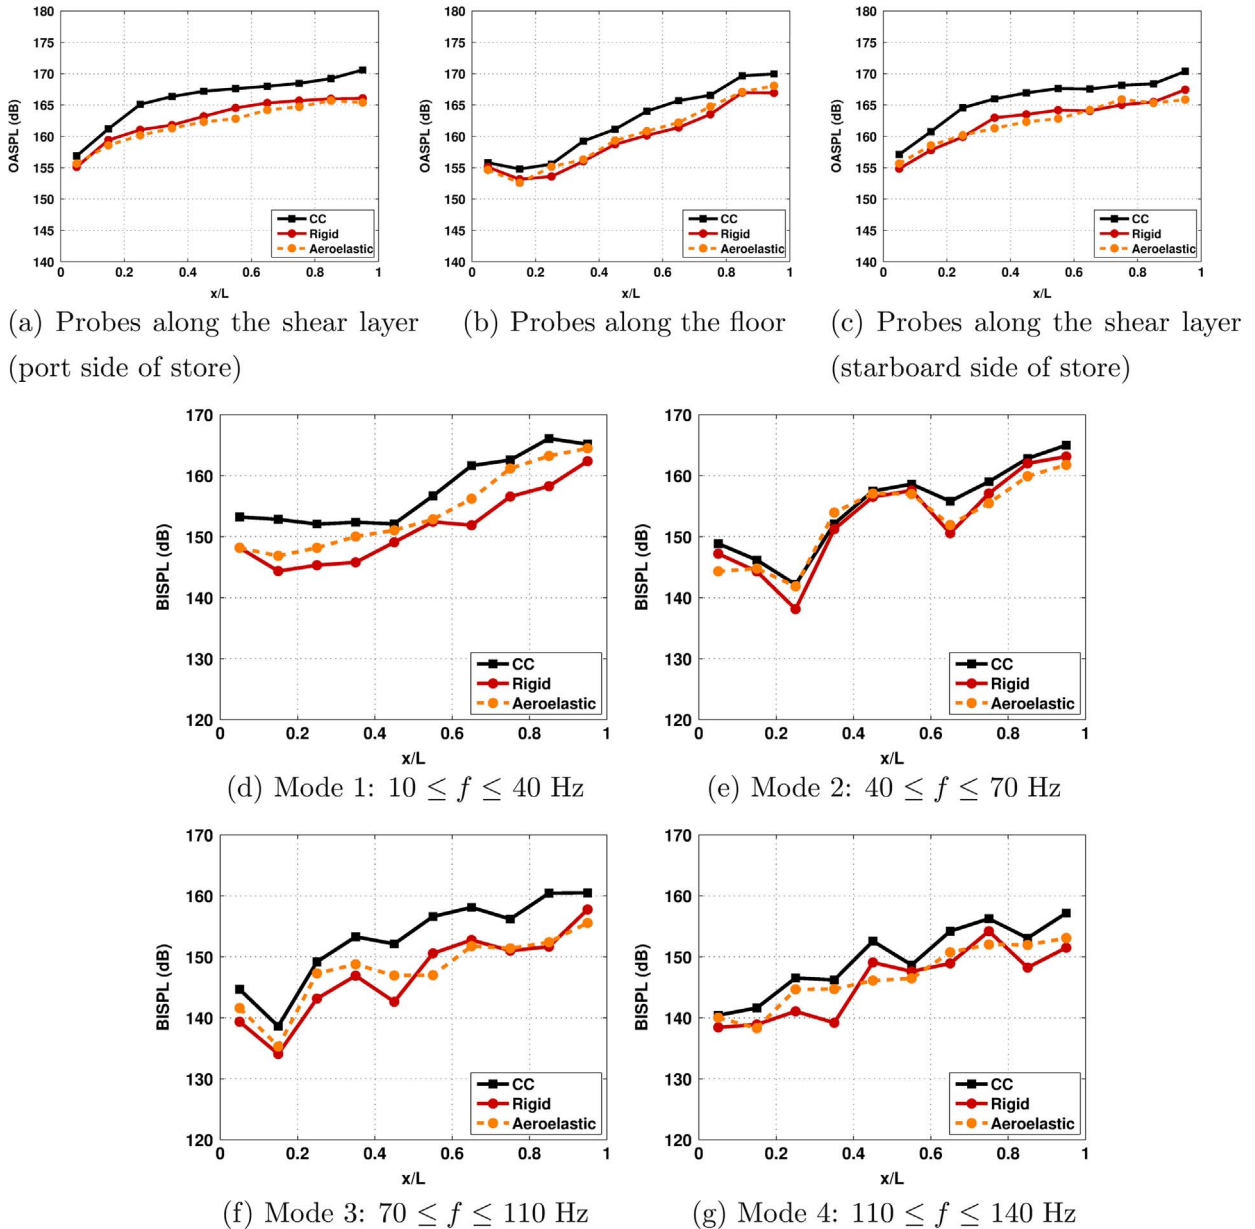 180
175
170
165
160
155
150
145
140
OASPL (dB)
CC
Rigid
Aeroelastic
0 0.2 0.4 0.6 0.8 1
x/L
(a) Probes along the shear layer
(port side of store)
180
175
170
165
160
155
150
145
140
OASPL (dB)
CC
Rigid
Aeroelastic
0 0.2 0.4 0.6 0.8 1
x/L
(b) Probes along the floor
180
175
170
165
160
155
150
145
140
OASPL (dB)
CC
Rigid
Aeroelastic
0 0.2 0.4 0.6 0.8 1
x/L
(c) Probes along the shear layer
(starboard side of store)
170
160
150
140
130
120
BISPL (dB)
CC
Rigid
Aeroelastic
0 0.2 0.4 0.6 0.8 1
x/L
(d) Mode 1: 10 ≤ f ≤ 40 Hz
170
160
150
140
130
120
BISPL (dB)
CC
Rigid
Aeroelastic
0 0.2 0.4 0.6 0.8 1
x/L
(e) Mode 2: 40 ≤ f ≤ 70 Hz
170
160
150
140
130
120
BISPL (dB)
CC
Rigid
Aeroelastic
0 0.2 0.4 0.6 0.8 1
x/L
(f) Mode 3: 70 ≤ f ≤ 110 Hz
170
160
150
140
130
120
BISPL (dB)
CC
Rigid
Aeroelastic
0 0.2 0.4 0.6 0.8 1
x/L
(g) Mode 4: 110 ≤ f ≤ 140 Hz